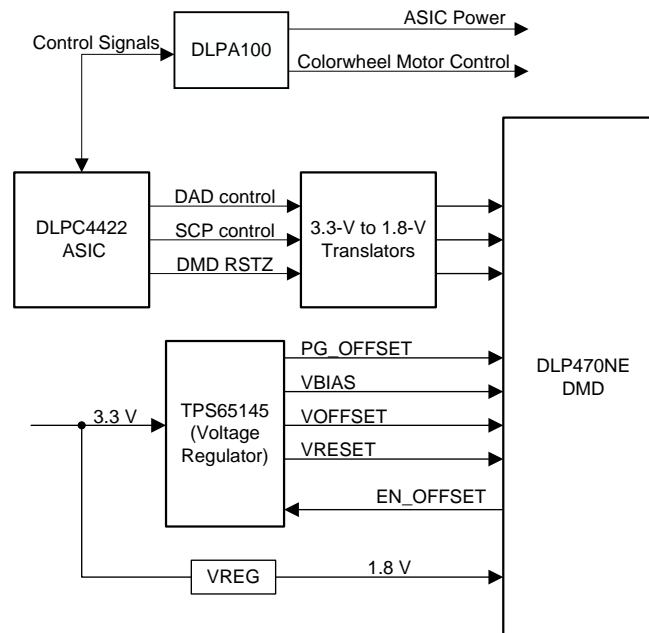 ASIC Power
Control Signals
DLPA100
Colorwheel Motor Control
DAD control
3.3-V to 1.8-V
Translators
DLPC4422
ASIC
SCP control
DMD RSTZ
PG_OFFSET
DLP470NE
DMD
VBIAS
3.3 V
TPS65145
(Voltage
Regulator)
VOFFSET
VRESET
EN_OFFSET
VREG
1.8 V